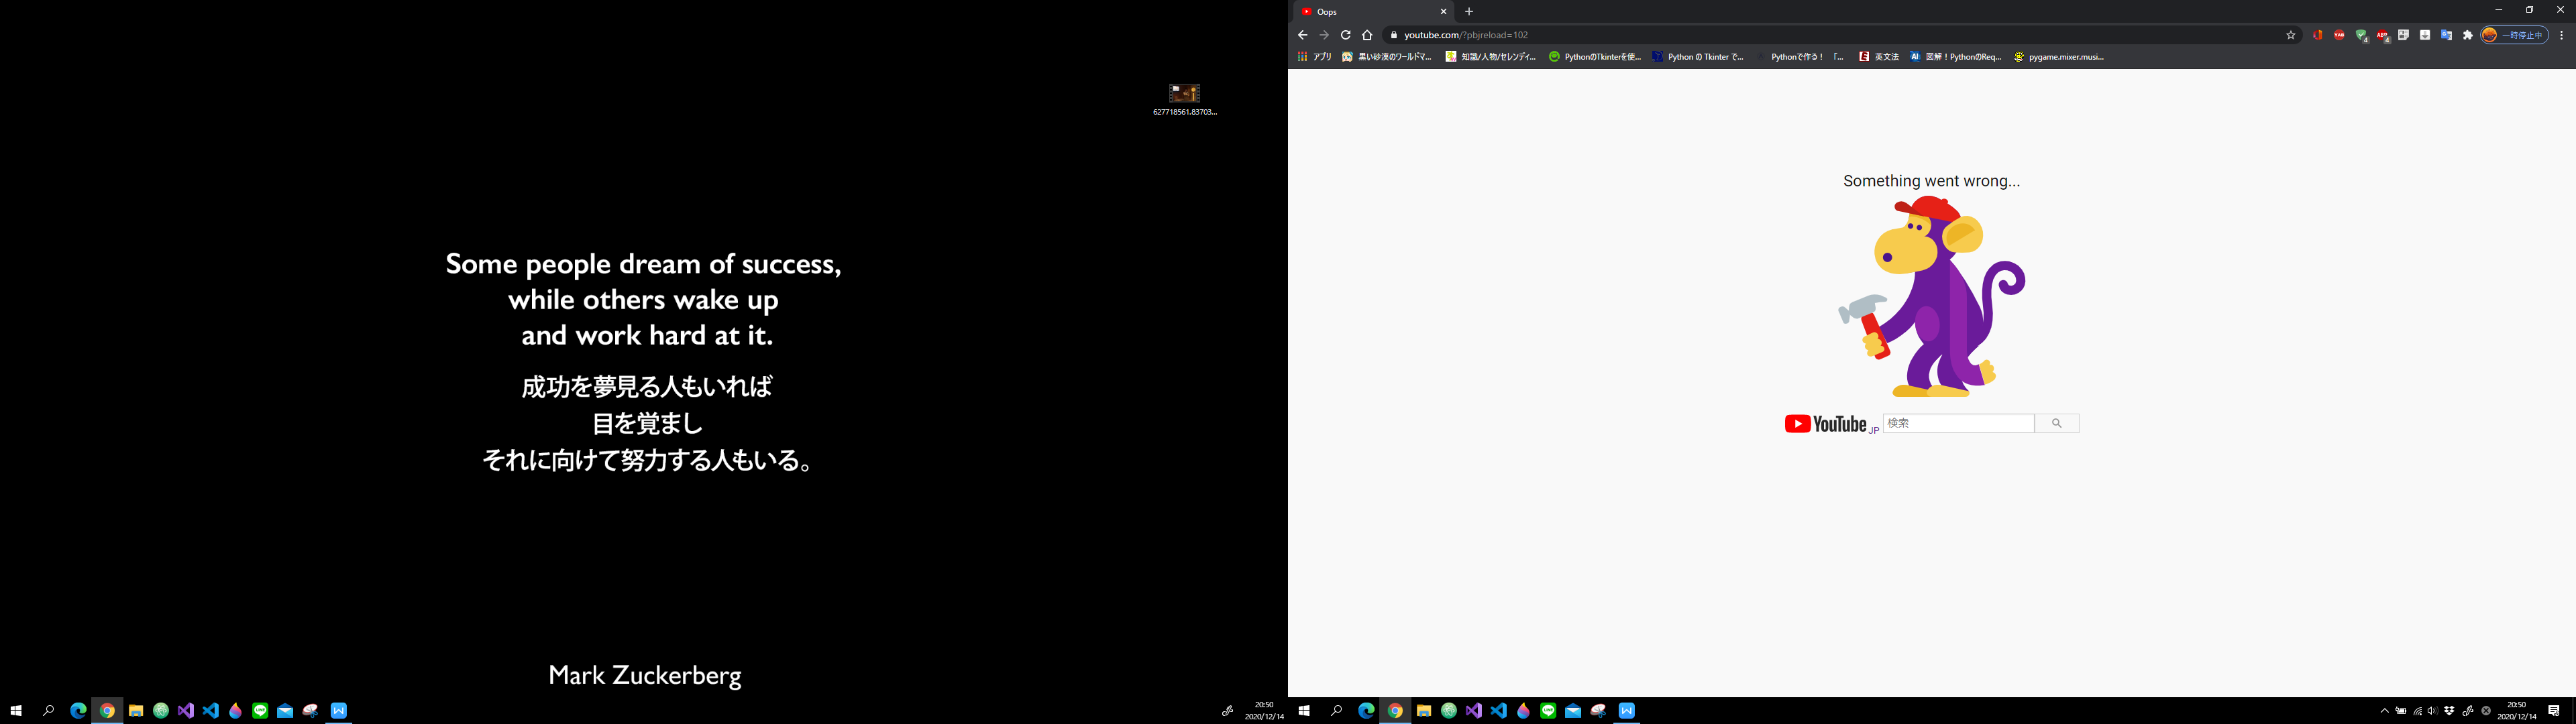 627718561.83703...
Some people dream of success,
while others wake up
and work hard at it.
成功を夢見る人もいれば
目を覚まし
それに向けて努力する人もいる。
Mark Zuckerberg
20:50
2020/12/14
Oops
youtube.com/?pbjreload=102
一時停止中
アプリ 黒い砂漠のワールドマ... 知識/人物/セレンディ... PythonのTkinterを使... Python の Tkinter で... Pythonで作る！「... 英文法 図解！PythonのReq... pygame.mixer.musi...
Something went wrong...
YouTube JP 検索
20:50
2020/12/14